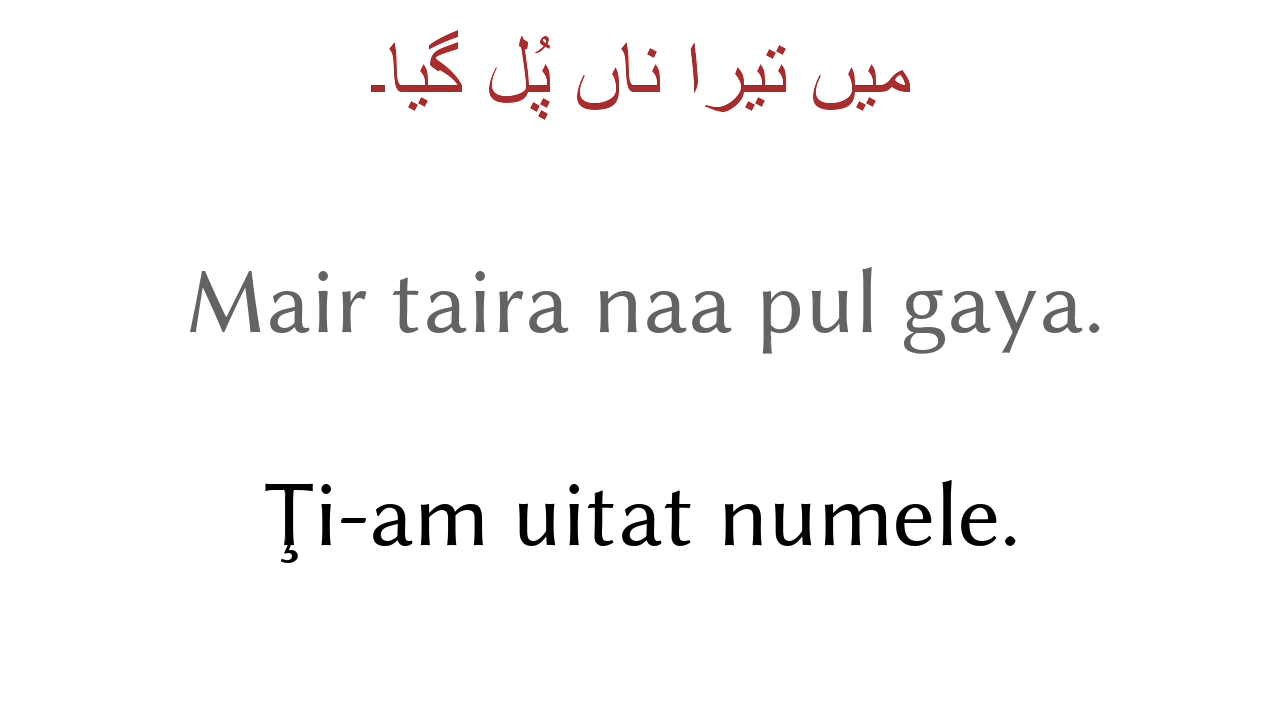 میں تیرا ناں پُل گیا۔
Mair taira naa pul gaya.
Ţi-am uitat numele.